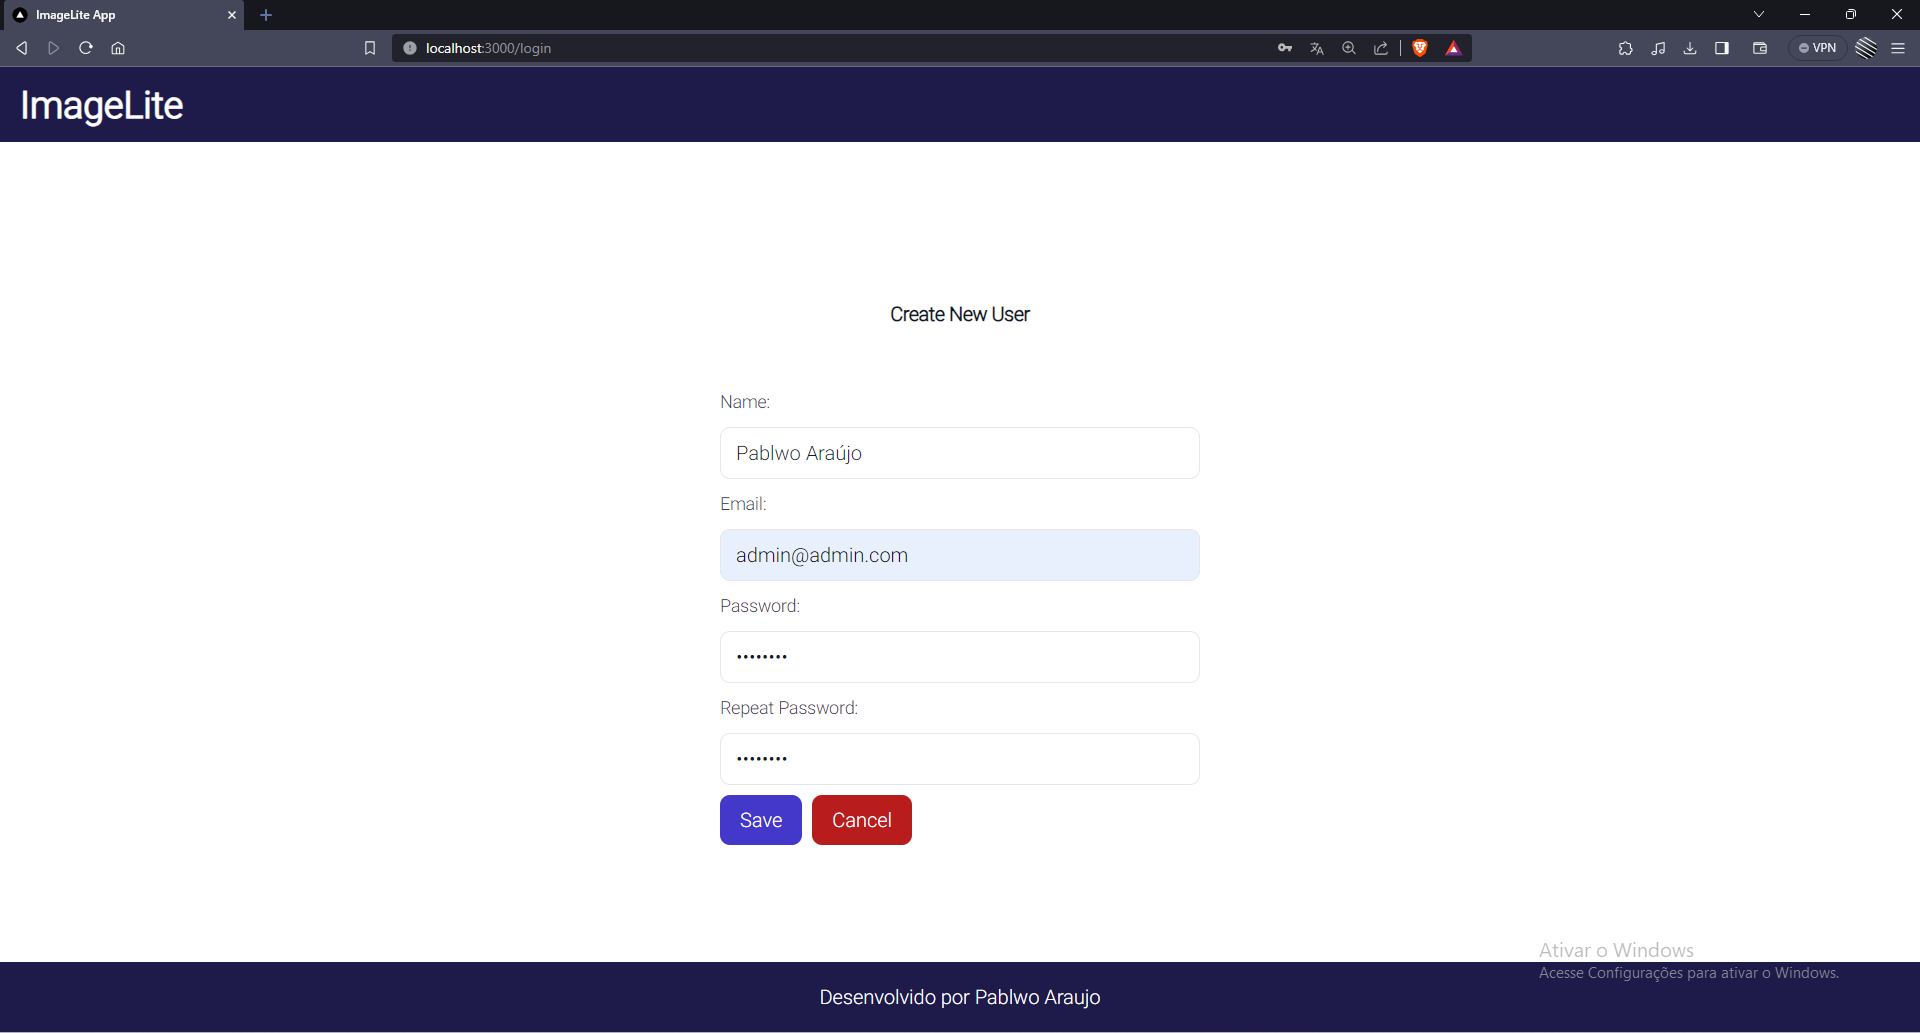 ImageLite App
localhost:3000/login
VPN
ImageLite
Create New User
Name:
Pablwo Araújo
Email:
admin@admin.com
Password:
••••••••
Repeat Password:
••••••••
Save Cancel
Ativar o Windows
Acesse Configurações para ativar o Windows.
Desenvolvido por Pablwo Araujo